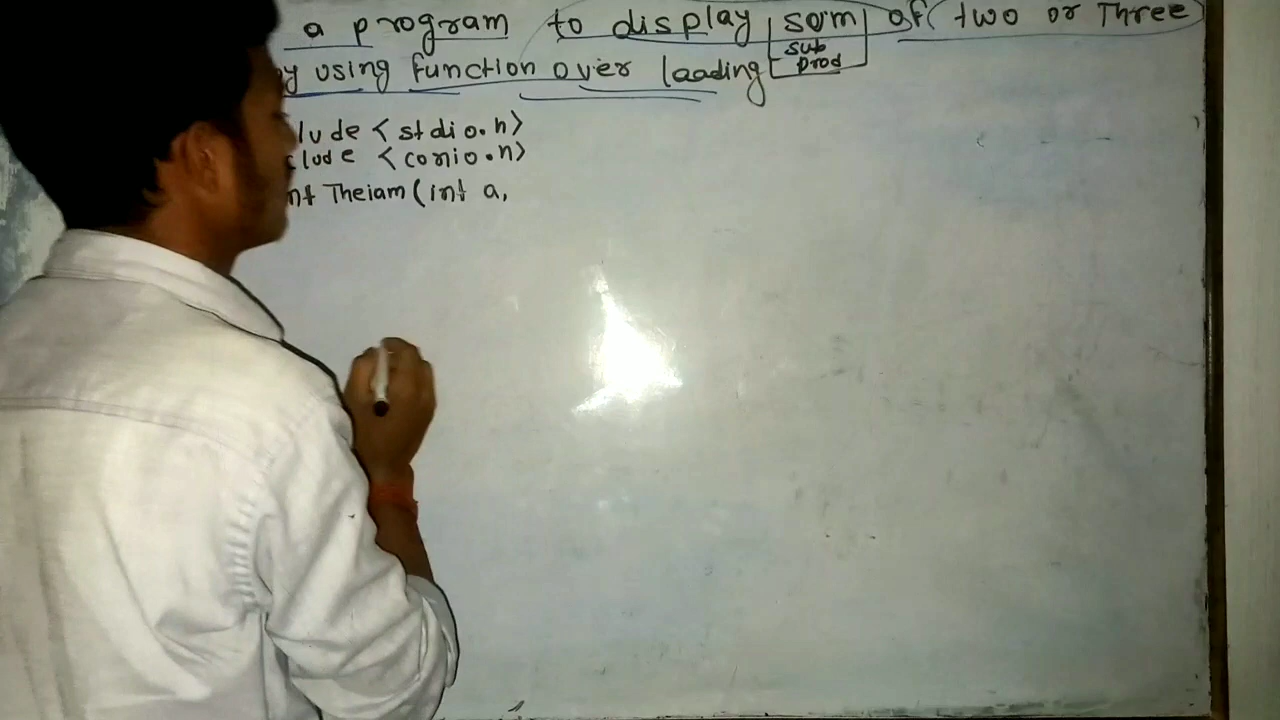 a program to display sum of (two or Three
by using function over loading
sub
prod
lude <stdio.h>
clude <conio.h>
int Theiam (int a,